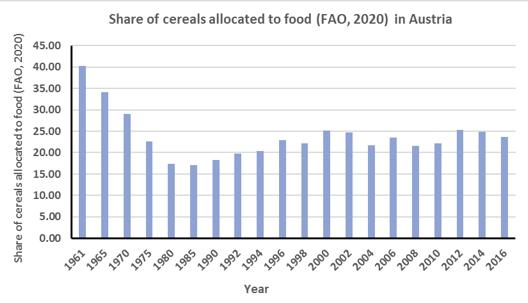 Share of cereals allocated to food (FAO, 2020) in Austria
Share of cereals allocated to food (FAO, 2020)
45.00
40.00
35.00
30.00
25.00
20.00
15.00
10.00
5.00
0.00
1961 1965 1970 1975 1980 1985 1990 1992 1994 1996 1998 2000 2002 2004 2006 2008 2010 2012 2014 2016
Year